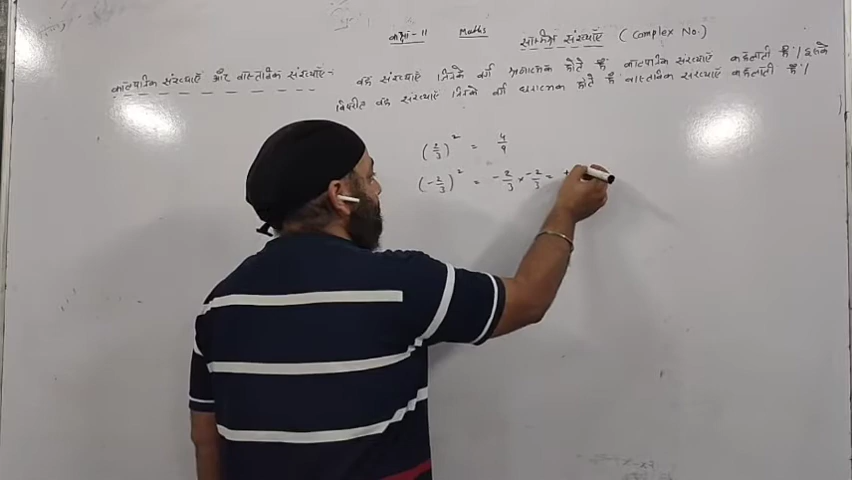 कक्षा-11 Maths सम्मिश्र संख्याएँ (Complex No.)
काल्पनिक संख्याएँ और वास्तविक संख्याएँ:- वह संख्याएँ जिनके वर्ग ऋणात्मक होते हैं काल्पनिक संख्याएँ कहलाती हैं। इसके
विपरीत वह संख्याएँ जिनके वर्ग धनात्मक होते हैं वास्तविक संख्याएँ कहलाती हैं।
(2/3)² = 4/9
(-2/3)² = -2/3 × -2/3 = +